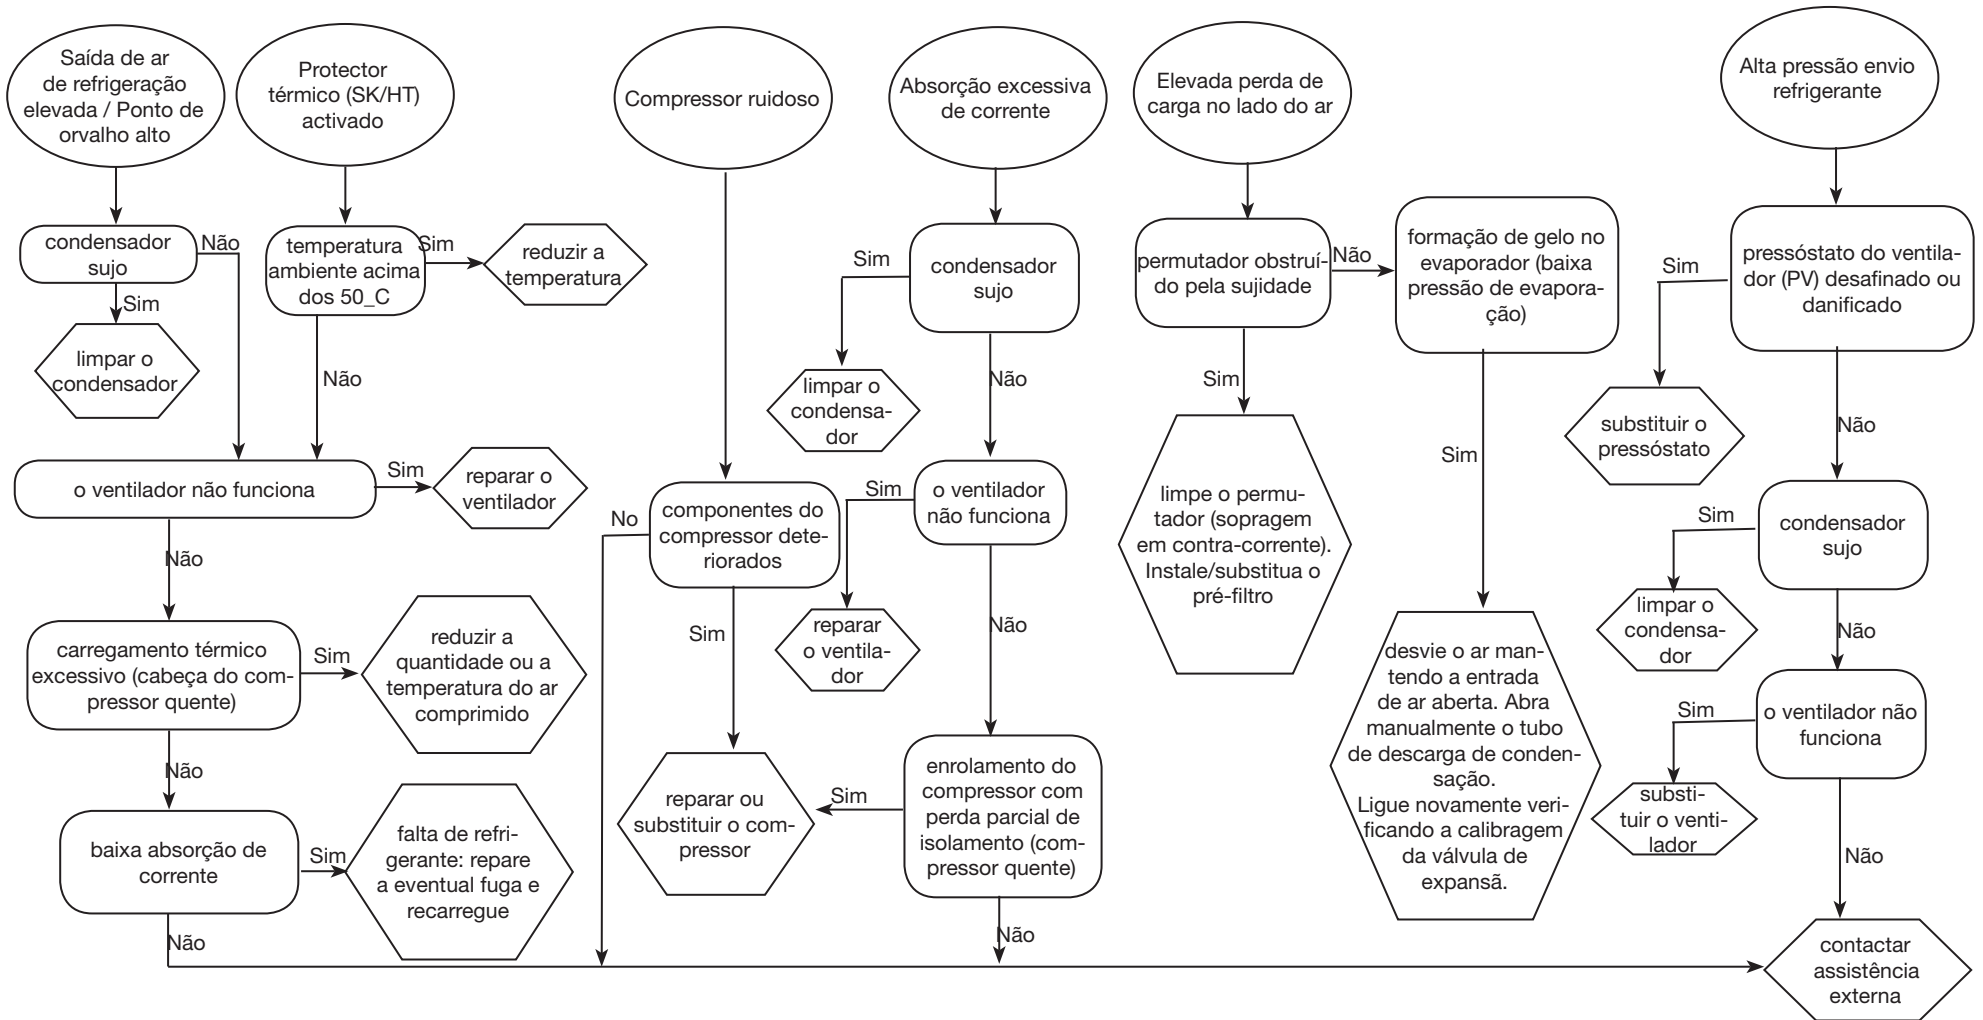 Saída de ar
de refrigeração
elevada / Ponto de
orvalho alto
condensador
sujo
Não
Sim
limpar o
condensador
Protector
térmico (SK/HT)
activado
temperatura
ambiente acima
dos 50_C
Sim
reduzir a
temperatura
Não
o ventilador não funciona
Sim
reparar o
ventilador
Não
carregamento térmico
excessivo (cabeça do com-
pressor quente)
Sim
reduzir a
quantidade ou a
temperatura do ar
comprimido
Não
baixa absorção de
corrente
Sim
falta de refri-
gerante: repare
a eventual fuga e
recarregue
Não
Compressor ruidoso
componentes do
compressor dete-
riorados
No
Sim
reparar ou
substituir o com-
pressor
Absorção excessiva
de corrente
condensador
sujo
Sim
limpar o
condensa-
dor
Não
o ventilador
não funciona
Sim
reparar
o ventila-
dor
Não
enrolamento do
compressor com
perda parcial de
isolamento (com-
pressor quente)
Sim
Não
Elevada perda de
carga no lado do ar
permutador obstruí-
do pela sujidade
Não
Sim
limpe o permu-
tador (sopragem
em contra-corrente).
Instale/substitua o
pré-filtro
formação de gelo no
evaporador (baixa
pressão de evapora-
ção)
Sim
desvie o ar man-
tendo a entrada
de ar aberta. Abra
manualmente o tubo
de descarga de conden-
sação.
Ligue novamente veri-
ficando a calibragem
da válvula de
expansã.
Alta pressão envio
refrigerante
pressóstato do ventila-
dor (PV) desafinado ou
danificado
Sim
substituir o
pressóstato
Não
condensador
sujo
Sim
limpar o
condensa-
dor
Não
o ventilador não
funciona
Sim
substi-
tuir o venti-
lador
Não
contactar
assistência
externa